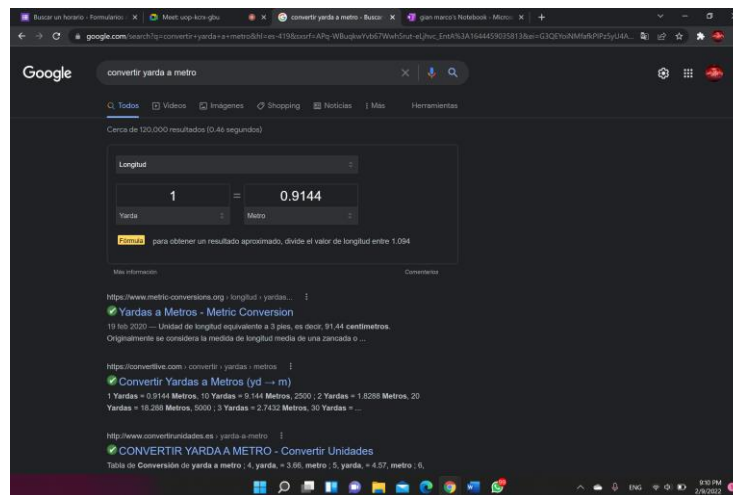 Buscar un horario - Formularios
Meet: uop-kcrx-gbu
convertir yarda a metro - Buscar
gian marco's Notebook - Micros
google.com/search?q=convertir+yarda+a+metro&hl=es-419&
Google
convertir yarda a metro
Todos Videos Imágenes Shopping Noticias Más Herramientas
Cerca de 120,000 resultados (0.46 segundos)
Longitud
1 = 0.9144
Yarda Metro
Fórmula para obtener un resultado aproximado, divide el valor de longitud entre 1.094
Más información Comentarios
https://www.metric-conversions.org › longitud › yardas...
Yardas a Metros - Metric Conversion
19 feb 2020 — Unidad de longitud equivalente a 3 pies, es decir, 91,44 centímetros.
Originalmente se considera la medida de longitud media de una zancada o ...
https://convertlive.com › convertir › yardas › metros
Convertir Yardas a Metros (yd → m)
1 Yardas = 0.9144 Metros, 10 Yardas = 9.144 Metros, 2500 ; 2 Yardas = 1.8288 Metros, 20
Yardas = 18.288 Metros, 5000 ; 3 Yardas = 2.7432 Metros, 30 Yardas = ...
http://www.convertirunidades.es › yarda-a-metro
CONVERTIR YARDA A METRO - Convertir Unidades
Tabla de Conversión de yarda a metro ; 4, yarda, = 3.66, metro ; 5, yarda, = 4.57, metro ; 6,
ENG
9:10 PM
2/9/2022